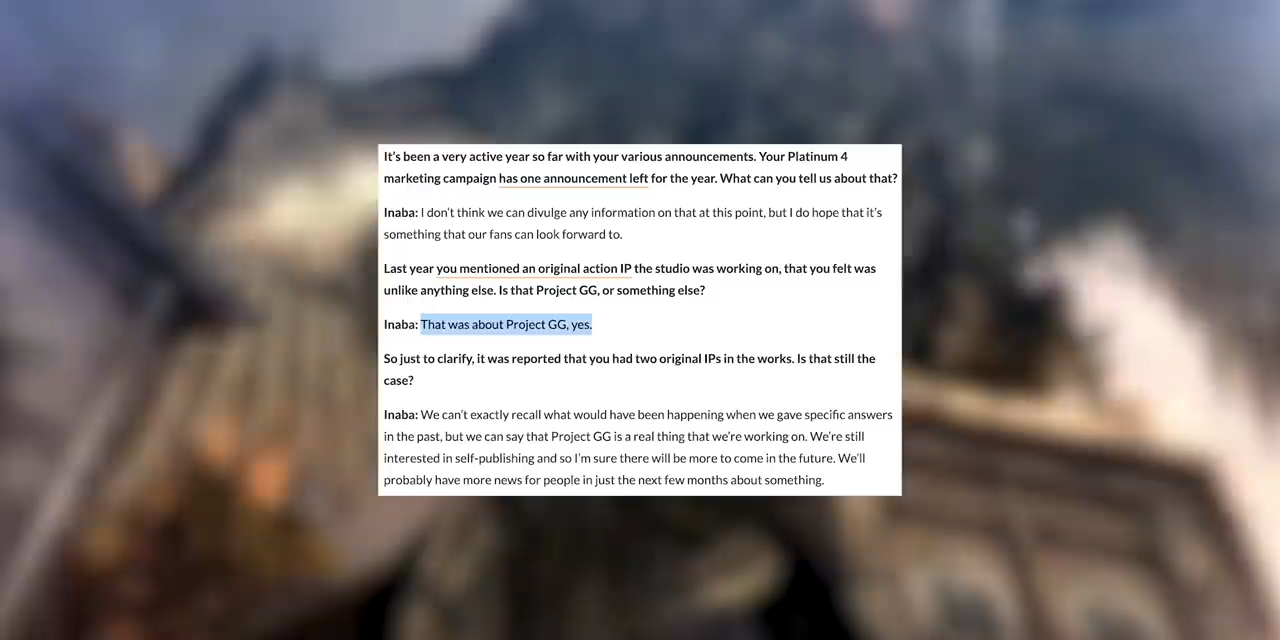 It’s been a very active year so far with your various announcements. Your Platinum 4
marketing campaign has one announcement left for the year. What can you tell us about that?
Inaba: I don’t think we can divulge any information on that at this point, but I do hope that it’s
something that our fans can look forward to.
Last year you mentioned an original action IP the studio was working on, that you felt was
unlike anything else. Is that Project GG, or something else?
Inaba: That was about Project GG, yes.
So just to clarify, it was reported that you had two original IPs in the works. Is that still the
case?
Inaba: We can’t exactly recall what would have been happening when we gave specific answers
in the past, but we can say that Project GG is a real thing that we’re working on. We’re still
interested in self-publishing and so I’m sure there will be more to come in the future. We’ll
probably have more news for people in just the next few months about something.